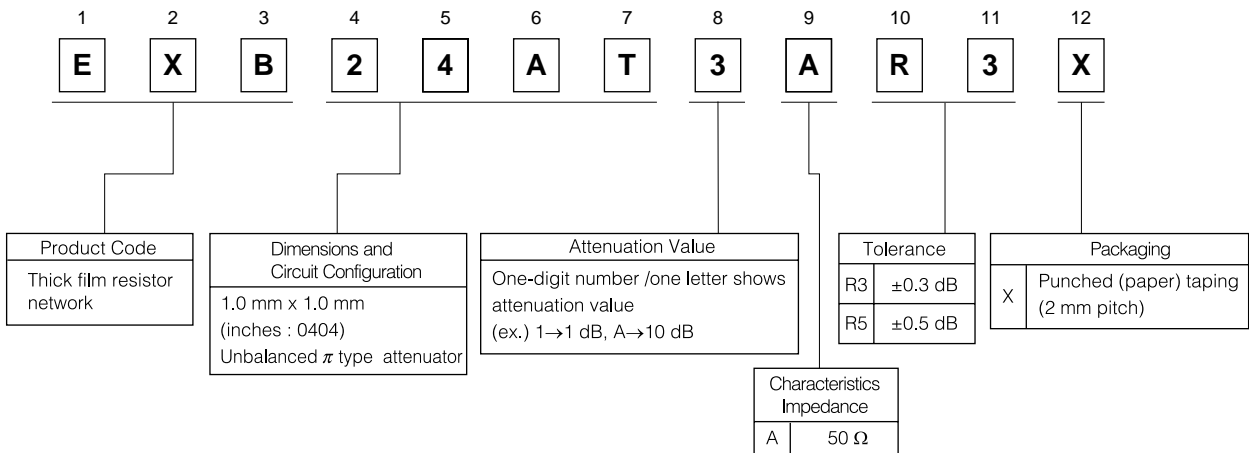 1 2 3 4 5 6 7 8 9 10 11 12
E X B 2 4 A T 3 A R 3 X
Product Code
Thick film resistor
network
Dimensions and
Circuit Configuration
1.0 mm x 1.0 mm
(inches : 0404)
Unbalanced π type attenuator
Attenuation Value
One-digit number /one letter shows
attenuation value
(ex.) 1→1 dB, A→10 dB
Characteristics
Impedance
A 50 Ω
Tolerance
R3 ±0.3 dB
R5 ±0.5 dB
Packaging
X Punched (paper) taping
(2 mm pitch)